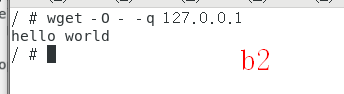 / # wget -O - -q 127.0.0.1
hello world
/ #
b2